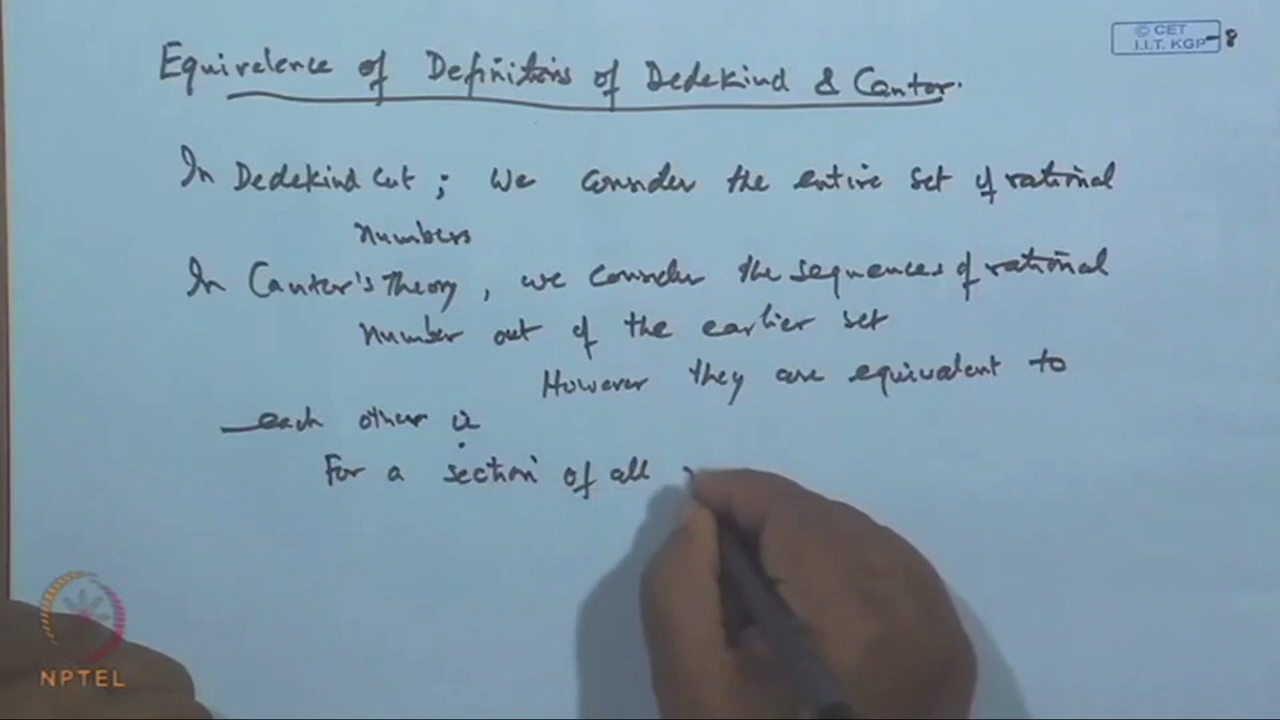 © CET
I.I.T. KGP -8
Equivalence of Definitions of Dedekind & Cantor.
In Dedekind Cut ; We consider the entire set of rational
numbers
In Cantor's Theory , we consider the sequences of rational
number out of the earlier set
However they are equivalent to
each other ie
For a section of all
NPTEL